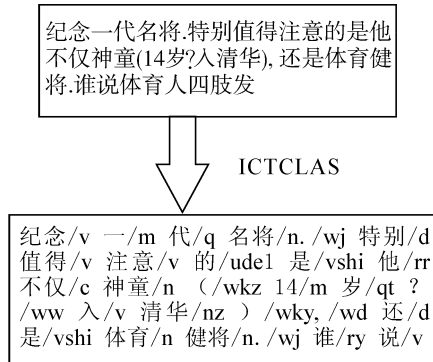 纪念一代名将.特别值得注意的是他
不仅神童(14岁?入清华), 还是体育健
将.谁说体育人四肢发
ICTCLAS
纪念/v 一/m 代/q 名将/n. /wj 特别/d
值得/v 注意/v 的/ude1 是/vshi 他/rr
不仅/c 神童/n （/wkz 14/m 岁/qt ？
/ww 入/v 清华/nz ）/wky, /wd 还/d
是/vshi 体育/n 健将/n. /wj 谁/ry 说/v